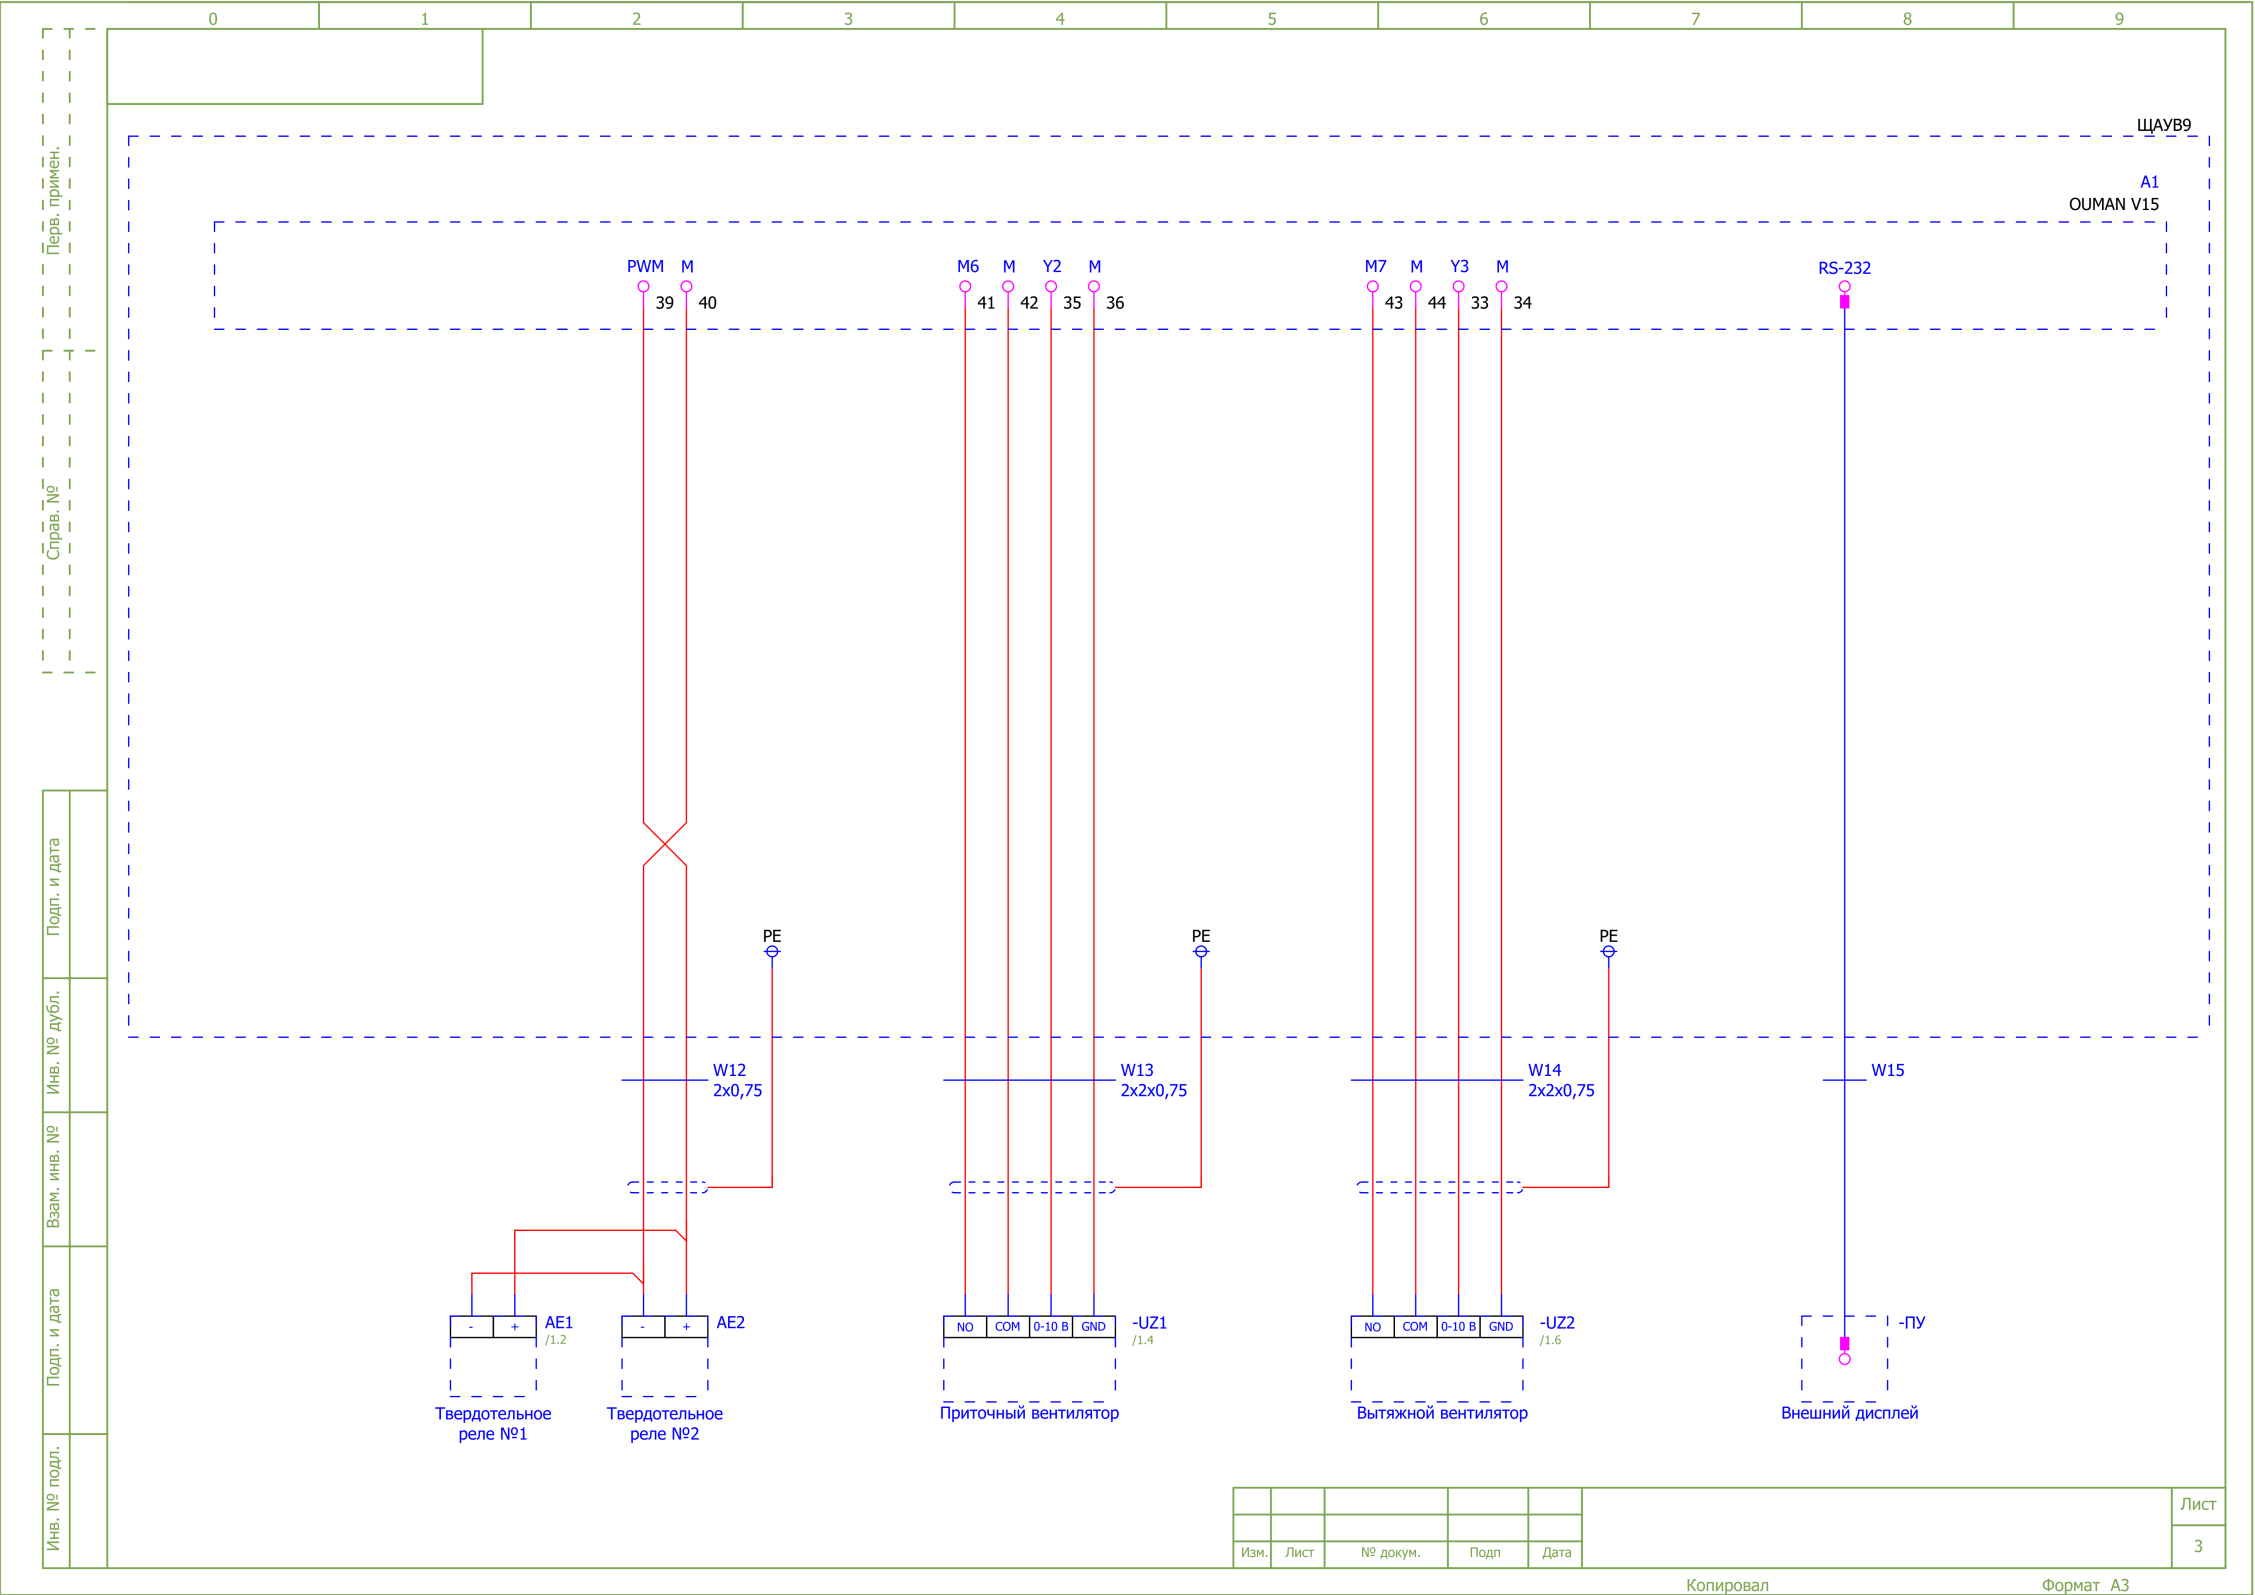 0 1 2 3 4 5 6 7 8 9
ЩАУВ9
A1
OUMAN V15
PWM M M6 M Y2 M M7 M Y3 M RS-232
39 40 41 42 35 36 43 44 33 34
PE PE PE
W12 W13 W14 W15
2x0,75 2x2x0,75 2x2x0,75
- + AE1 - + AE2 NO COM 0-10 В GND -UZ1 NO COM 0-10 В GND -UZ2 -ПУ
/1.2 /1.4 /1.6
Твердотельное Твердотельное Приточный вентилятор Вытяжной вентилятор Внешний дисплей
реле №1 реле №2
Перв. примен.
Справ. №
Подп. и дата
Инв. № дубл.
Взам. инв. №
Подп. и дата
Инв. № подл.
Лист
3
Изм. Лист № докум. Подп Дата
Копировал Формат A3